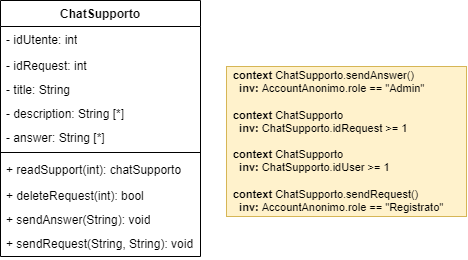 ChatSupporto
- idUtente: int
- idRequest: int
- title: String
- description: String [*]
- answer: String [*]
+ readSupport(int): chatSupporto
+ deleteRequest(int): bool
+ sendAnswer(String): void
+ sendRequest(String, String): void
context ChatSupporto.sendAnswer()
inv: AccountAnonimo.role == "Admin"
context ChatSupporto
inv: ChatSupporto.idRequest >= 1
context ChatSupporto
inv: ChatSupporto.idUser >= 1
context ChatSupporto.sendRequest()
inv: AccountAnonimo.role == "Registrato"